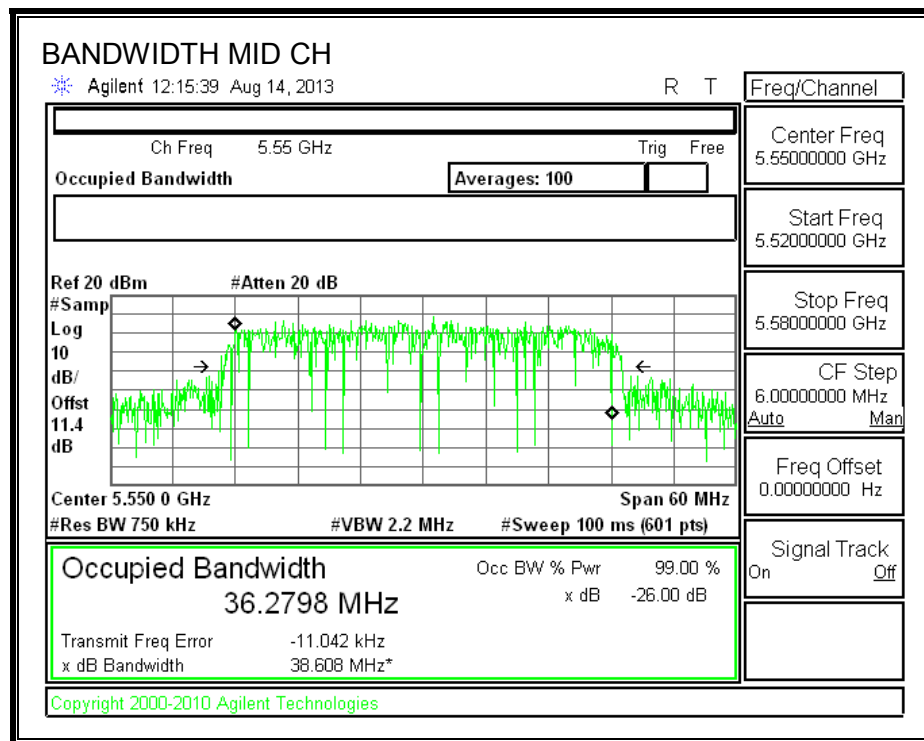 BANDWIDTH MID CH
Agilent 12:15:39 Aug 14, 2013 R T
Freq/Channel
Ch Freq 5.55 GHz Trig Free
Occupied Bandwidth Averages: 100
Center Freq
5.55000000 GHz
Start Freq
5.52000000 GHz
Stop Freq
5.58000000 GHz
CF Step
6.00000000 MHz
Auto Man
Freq Offset
0.00000000 Hz
Signal Track
On Off
Ref 20 dBm #Atten 20 dB
#Samp
Log
10
dB/
Offst
11.4
dB
Center 5.550 0 GHz Span 60 MHz
#Res BW 750 kHz #VBW 2.2 MHz #Sweep 100 ms (601 pts)
Occupied Bandwidth Occ BW % Pwr 99.00 %
36.2798 MHz x dB -26.00 dB
Transmit Freq Error -11.042 kHz
x dB Bandwidth 38.608 MHz*
Copyright 2000-2010 Agilent Technologies